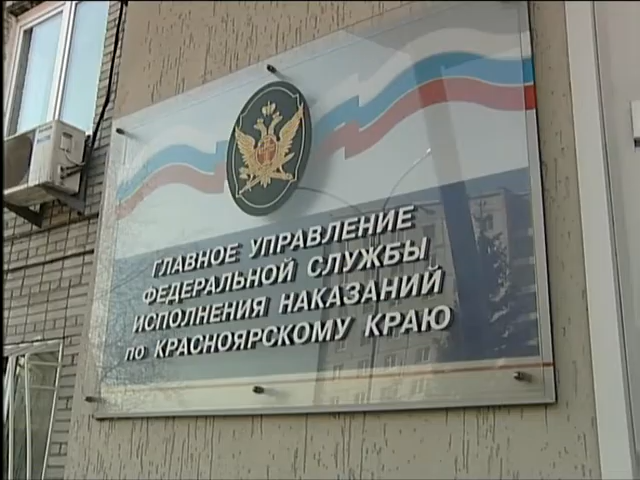 ГЛАВНОЕ УПРАВЛЕНИЕ
ФЕДЕРАЛЬНОЙ СЛУЖБЫ
ИСПОЛНЕНИЯ НАКАЗАНИЙ
по КРАСНОЯРСКОМУ КРАЮ